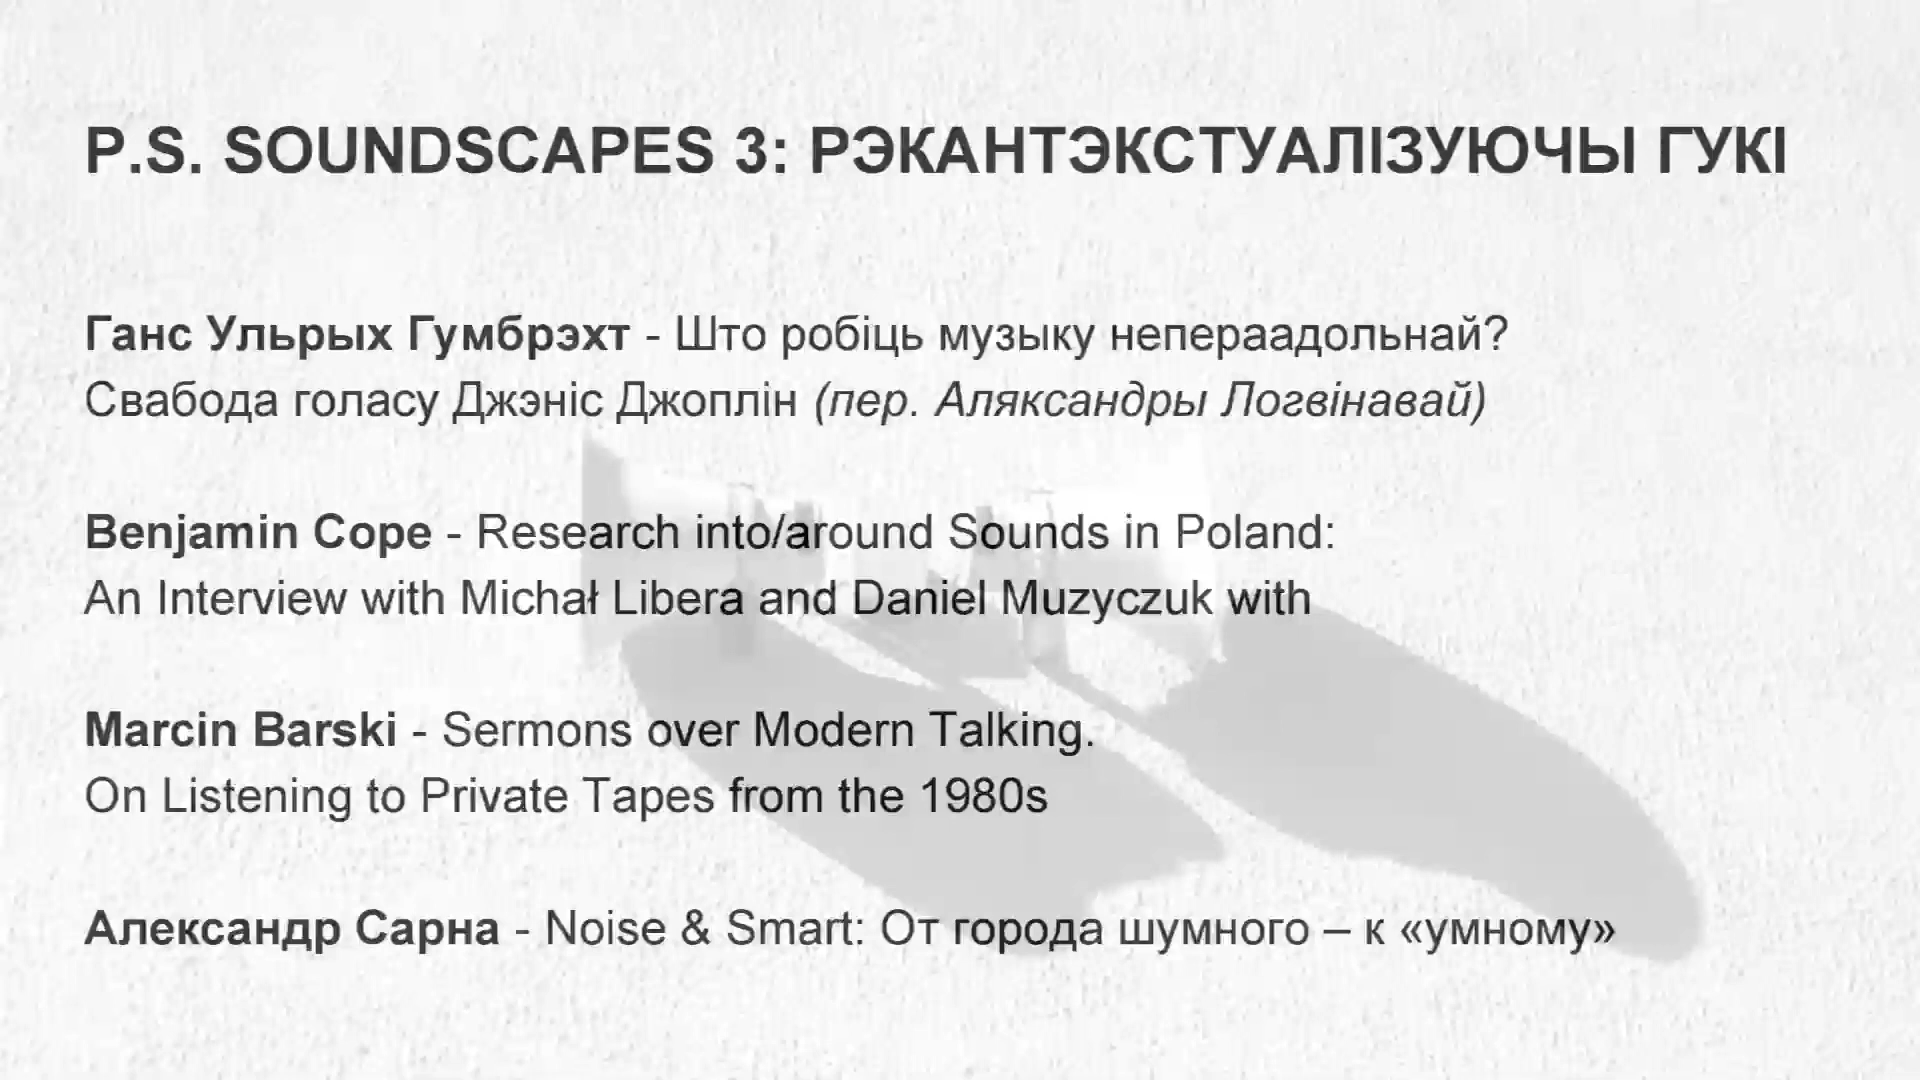 P.S. SOUNDSCAPES 3: РЭКАНТЭКСТУАЛІЗУЮЧЫ ГУКІ
Ганс Ульрых Гумбрэхт - Што робіць музыку непераадольнай?
Свабода голасу Джэніс Джоплін (пер. Аляксандры Логвінавай)
Benjamin Cope - Research into/around Sounds in Poland:
An Interview with Michał Libera and Daniel Muzyczuk with
Marcin Barski - Sermons over Modern Talking.
On Listening to Private Tapes from the 1980s
Александр Сарна - Noise & Smart: От города шумного – к «умному»